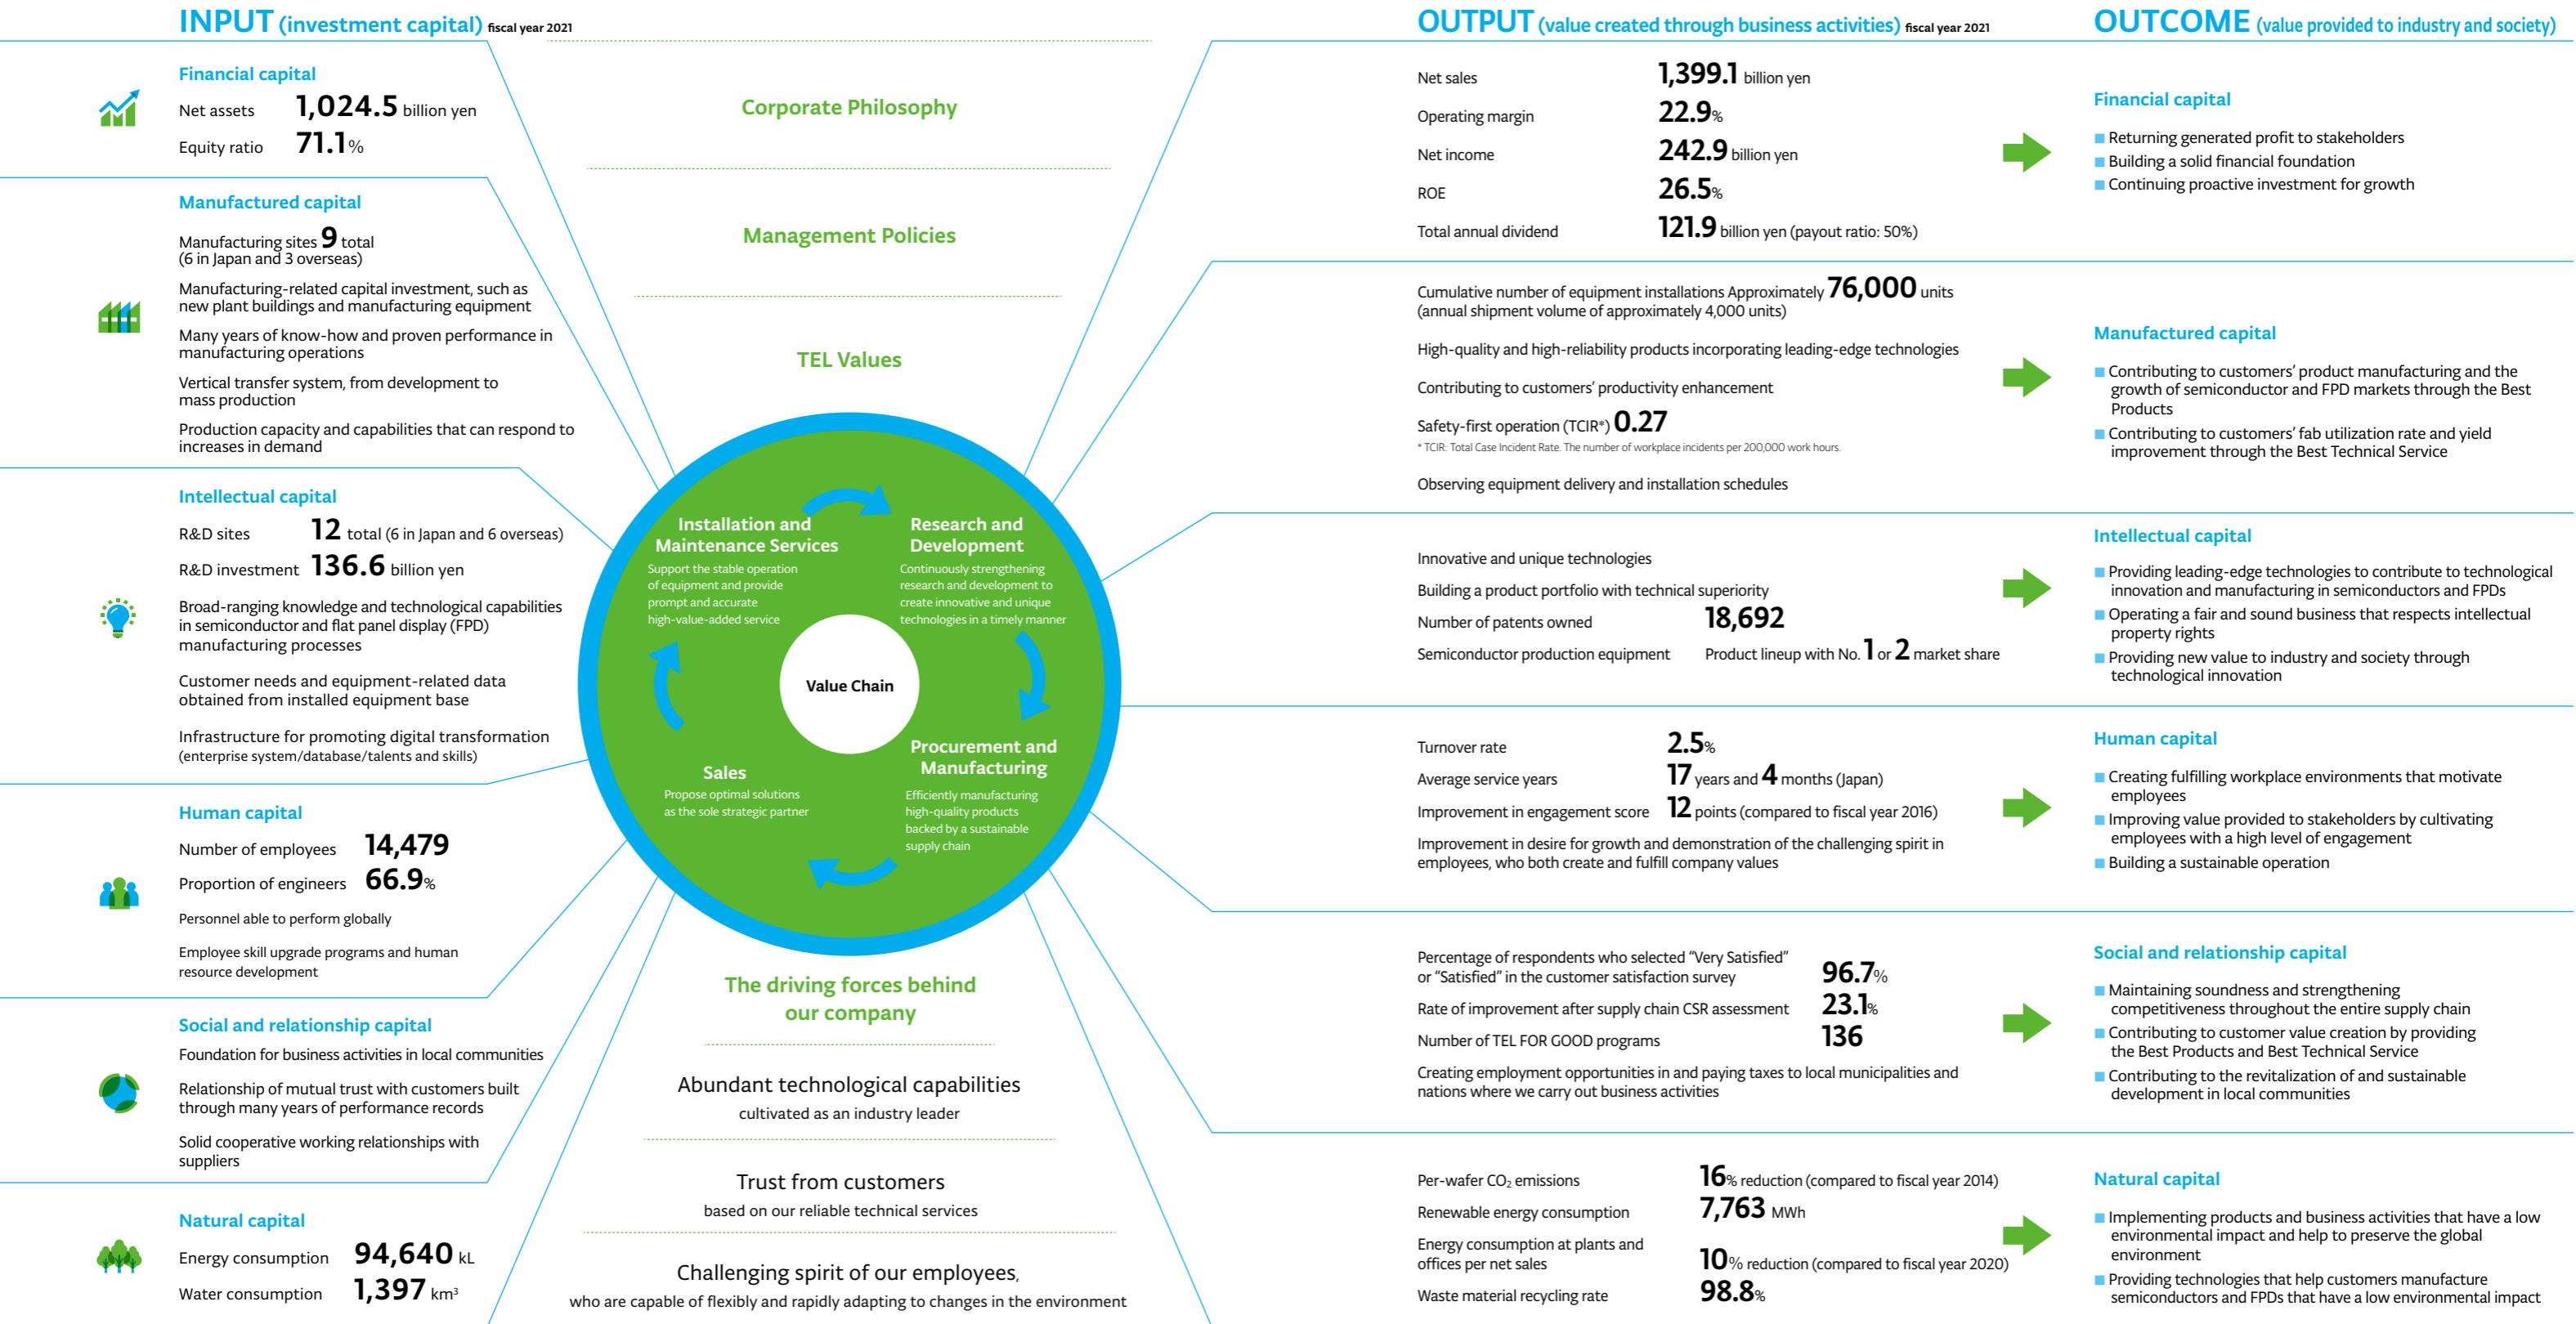 INPUT (investment capital) fiscal year 2021
Financial capital
Net assets 1,024.5 billion yen
Equity ratio 71.1%
Manufactured capital
Manufacturing sites 9 total
(6 in Japan and 3 overseas)
Manufacturing-related capital investment, such as
new plant buildings and manufacturing equipment
Many years of know-how and proven performance in
manufacturing operations
Vertical transfer system, from development to
mass production
Production capacity and capabilities that can respond to
increases in demand
Intellectual capital
R&D sites 12 total (6 in Japan and 6 overseas)
R&D investment 136.6 billion yen
Broad-ranging knowledge and technological capabilities
in semiconductor and flat panel display (FPD)
manufacturing processes
Customer needs and equipment-related data
obtained from installed equipment base
Infrastructure for promoting digital transformation
(enterprise system/database/talents and skills)
Human capital
Number of employees 14,479
Proportion of engineers 66.9%
Personnel able to perform globally
Employee skill upgrade programs and human
resource development
Social and relationship capital
Foundation for business activities in local communities
Relationship of mutual trust with customers built
through many years of performance records
Solid cooperative working relationships with
suppliers
Natural capital
Energy consumption 94,640 kL
Water consumption 1,397 km³
Corporate Philosophy
Management Policies
TEL Values
Installation and
Maintenance Services
Support the stable operation
of equipment and provide
prompt and accurate
high-value-added service
Research and
Development
Continuously strengthening
research and development to
create innovative and unique
technologies in a timely manner
Value Chain
Sales
Propose optimal solutions
as the sole strategic partner
Procurement and
Manufacturing
Efficiently manufacturing
high-quality products
backed by a sustainable
supply chain
The driving forces behind
our company
Abundant technological capabilities
cultivated as an industry leader
Trust from customers
based on our reliable technical services
Challenging spirit of our employees,
who are capable of flexibly and rapidly adapting to changes in the environment
OUTPUT (value created through business activities) fiscal year 2021
Net sales 1,399.1 billion yen
Operating margin 22.9%
Net income 242.9 billion yen
ROE 26.5%
Total annual dividend 121.9 billion yen (payout ratio: 50%)
Cumulative number of equipment installations Approximately 76,000 units
(annual shipment volume of approximately 4,000 units)
High-quality and high-reliability products incorporating leading-edge technologies
Contributing to customers' productivity enhancement
Safety-first operation (TCIR*) 0.27
* TCIR: Total Case Incident Rate. The number of workplace incidents per 200,000 work hours.
Observing equipment delivery and installation schedules
Innovative and unique technologies
Building a product portfolio with technical superiority
Number of patents owned 18,692
Semiconductor production equipment Product lineup with No. 1 or 2 market share
Turnover rate 2.5%
Average service years 17 years and 4 months (Japan)
Improvement in engagement score 12 points (compared to fiscal year 2016)
Improvement in desire for growth and demonstration of the challenging spirit in
employees, who both create and fulfill company values
Percentage of respondents who selected "Very Satisfied"
or "Satisfied" in the customer satisfaction survey 96.7%
Rate of improvement after supply chain CSR assessment 23.1%
Number of TEL FOR GOOD programs 136
Creating employment opportunities in and paying taxes to local municipalities and
nations where we carry out business activities
Per-wafer CO₂ emissions 16% reduction (compared to fiscal year 2014)
Renewable energy consumption 7,763 MWh
Energy consumption at plants and
offices per net sales 10% reduction (compared to fiscal year 2020)
Waste material recycling rate 98.8%
OUTCOME (value provided to industry and society)
Financial capital
■ Returning generated profit to stakeholders
■ Building a solid financial foundation
■ Continuing proactive investment for growth
Manufactured capital
■ Contributing to customers' product manufacturing and the
growth of semiconductor and FPD markets through the Best
Products
■ Contributing to customers' fab utilization rate and yield
improvement through the Best Technical Service
Intellectual capital
■ Providing leading-edge technologies to contribute to technological
innovation and manufacturing in semiconductors and FPDs
■ Operating a fair and sound business that respects intellectual
property rights
■ Providing new value to industry and society through
technological innovation
Human capital
■ Creating fulfilling workplace environments that motivate
employees
■ Improving value provided to stakeholders by cultivating
employees with a high level of engagement
■ Building a sustainable operation
Social and relationship capital
■ Maintaining soundness and strengthening
competitiveness throughout the entire supply chain
■ Contributing to customer value creation by providing
the Best Products and Best Technical Service
■ Contributing to the revitalization of and sustainable
development in local communities
Natural capital
■ Implementing products and business activities that have a low
environmental impact and help to preserve the global
environment
■ Providing technologies that help customers manufacture
semiconductors and FPDs that have a low environmental impact